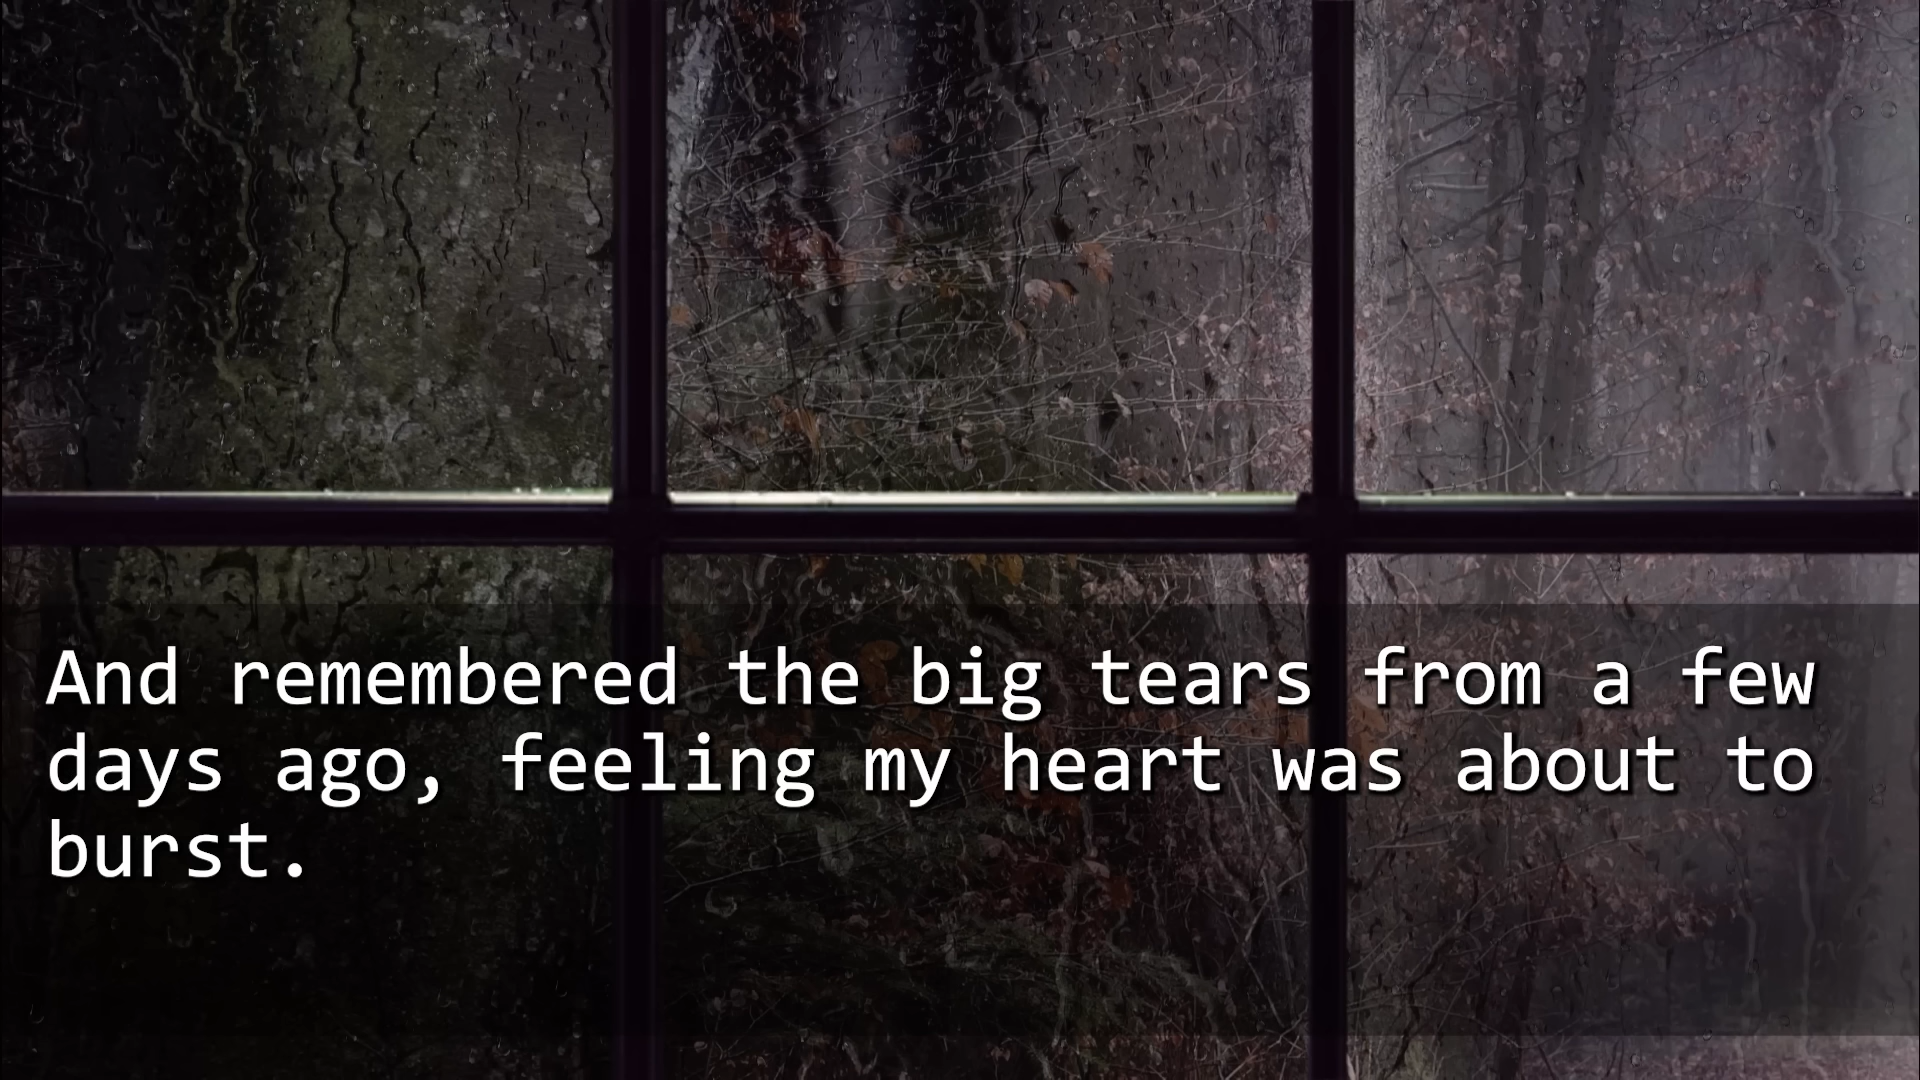 And remembered the big tears from a few
days ago, feeling my heart was about to
burst.